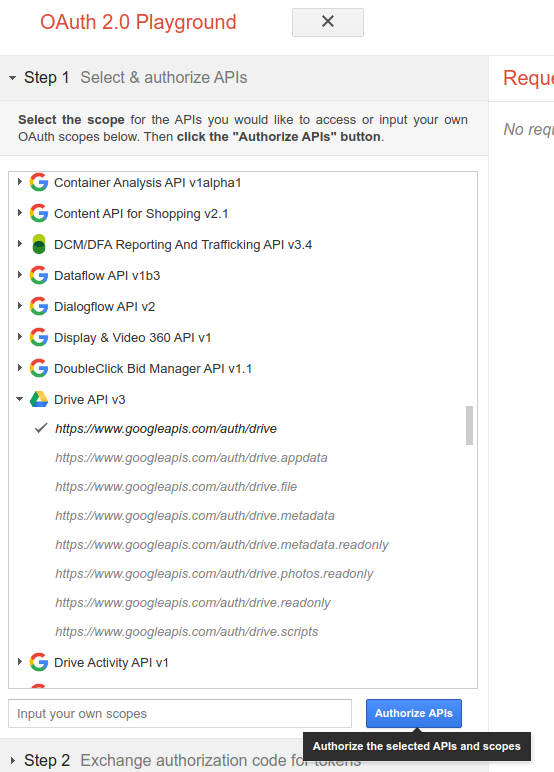 OAuth 2.0 Playground
Step 1 Select & authorize APIs
Select the scope for the APIs you would like to access or input your own
OAuth scopes below. Then click the "Authorize APIs" button.
Container Analysis API v1alpha1
Content API for Shopping v2.1
DCM/DFA Reporting And Trafficking API v3.4
Dataflow API v1b3
Dialogflow API v2
Display & Video 360 API v1
DoubleClick Bid Manager API v1.1
Drive API v3
https://www.googleapis.com/auth/drive
https://www.googleapis.com/auth/drive.appdata
https://www.googleapis.com/auth/drive.file
https://www.googleapis.com/auth/drive.metadata
https://www.googleapis.com/auth/drive.metadata.readonly
https://www.googleapis.com/auth/drive.photos.readonly
https://www.googleapis.com/auth/drive.readonly
https://www.googleapis.com/auth/drive.scripts
Drive Activity API v1
Input your own scopes
Authorize APIs
Authorize the selected APIs and scopes
Step 2 Exchange authorization code for tokens
Reque
No requ